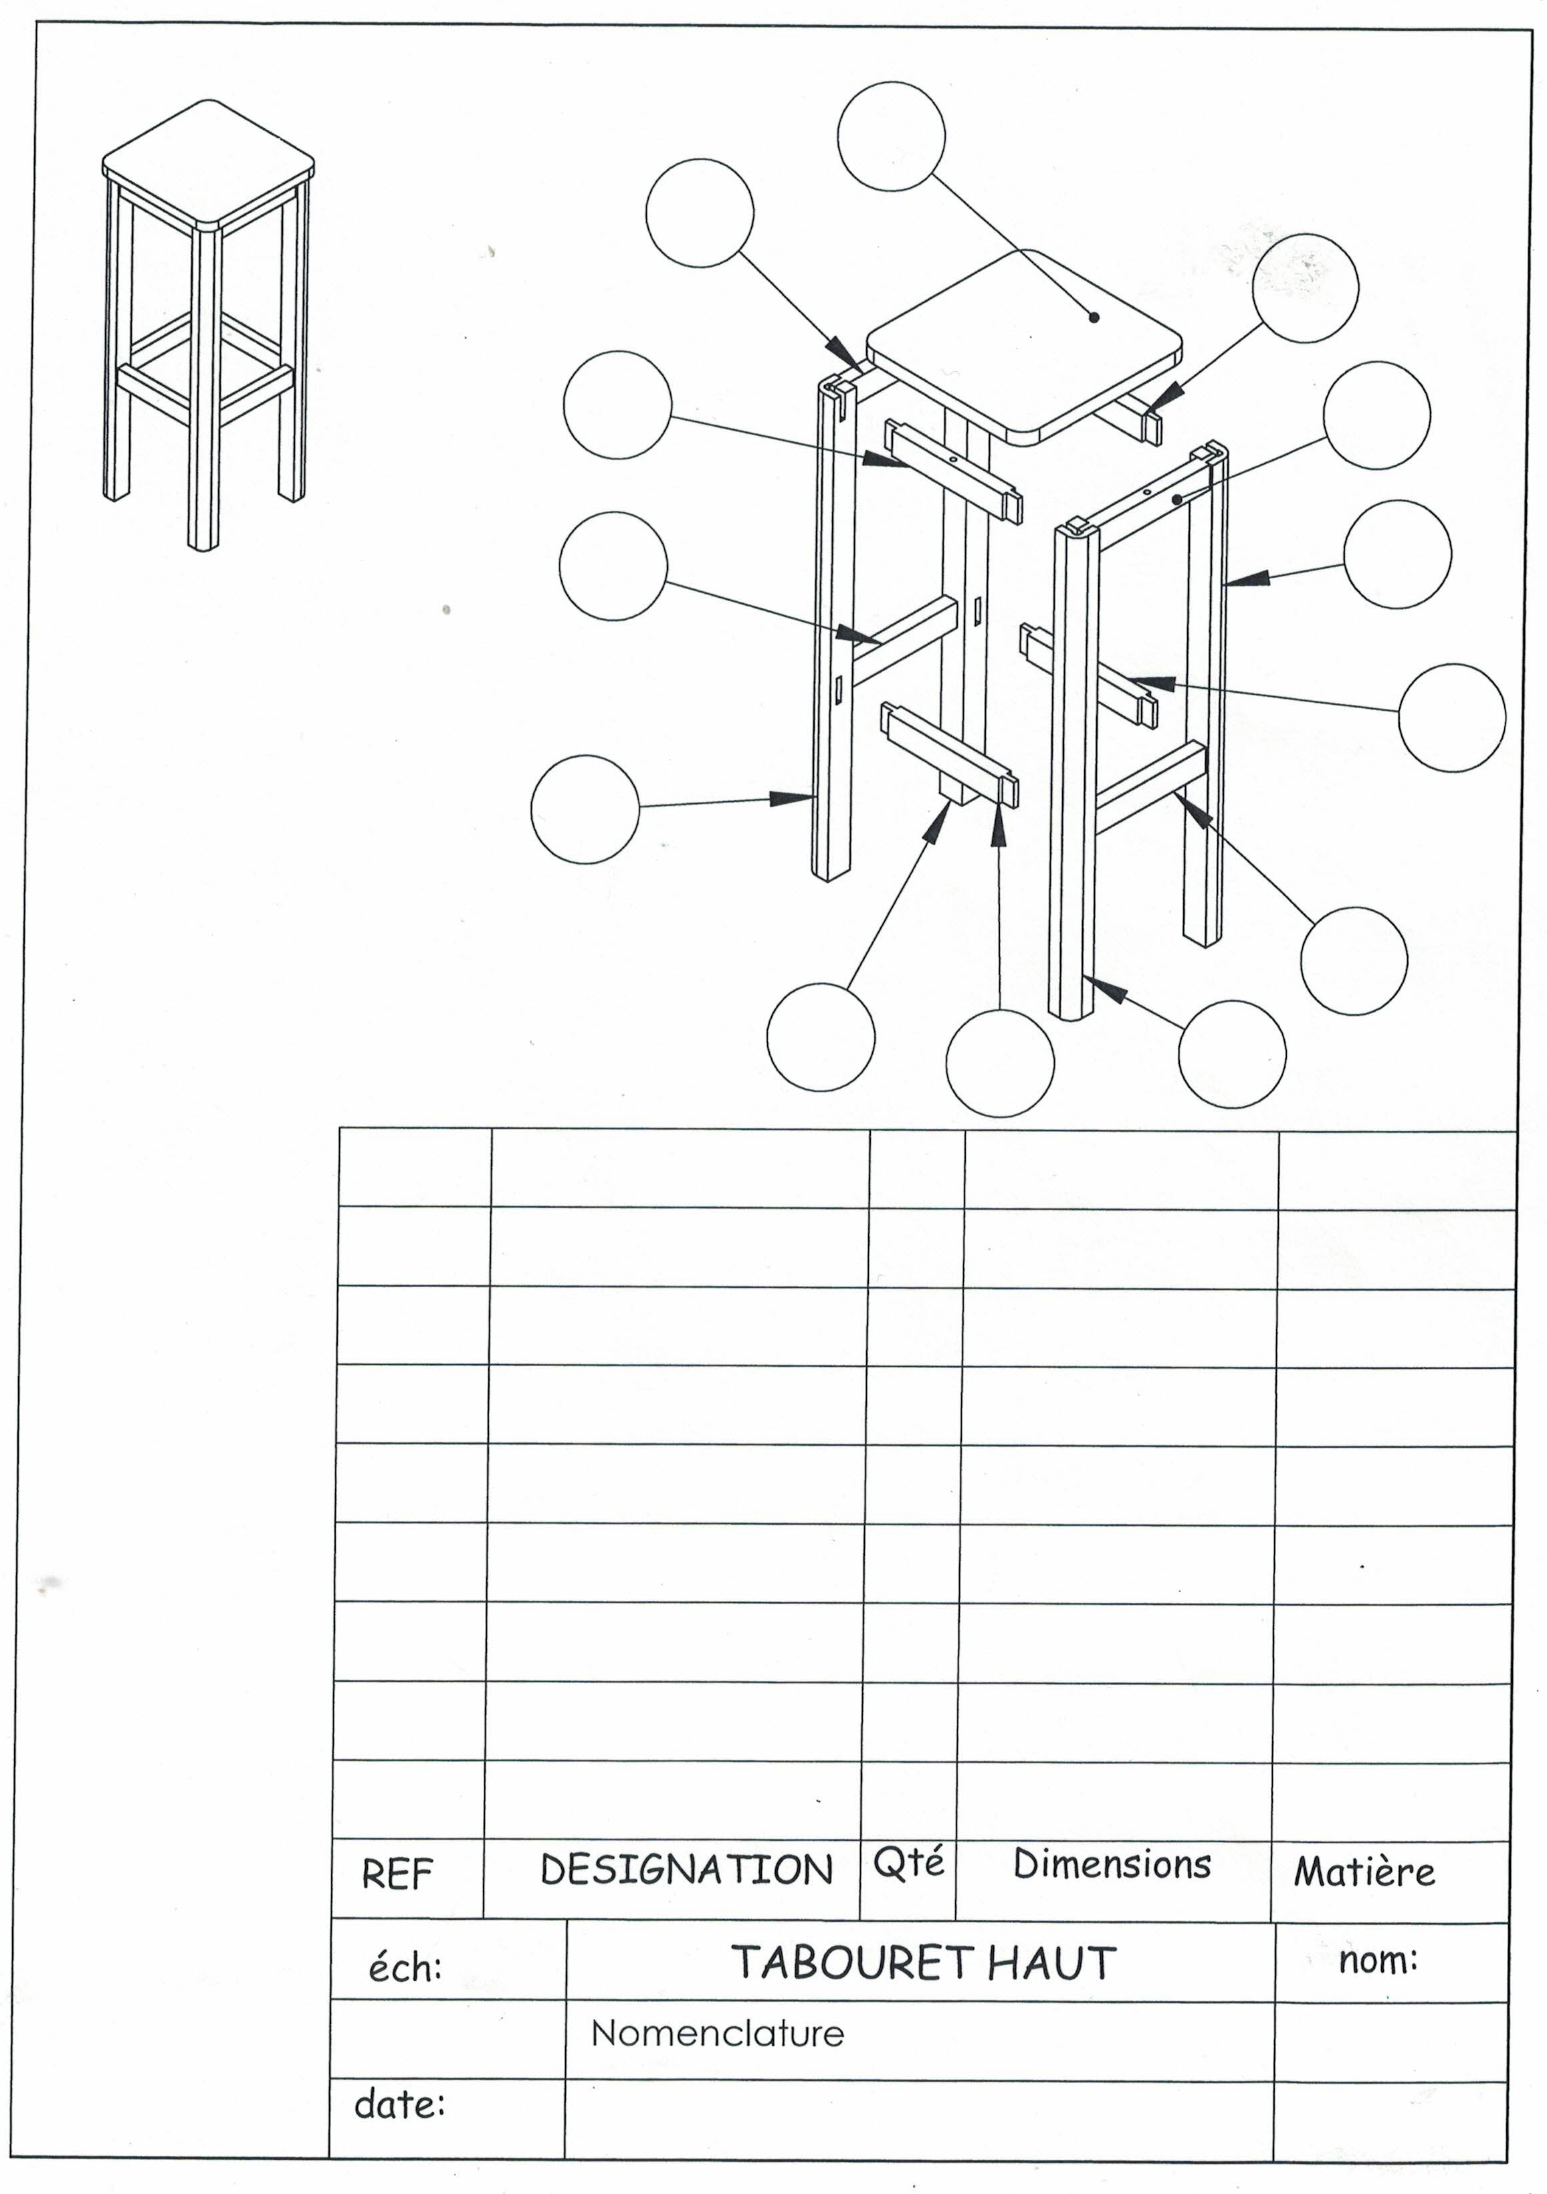 REF DESIGNATION Qté Dimensions Matière
éch: TABOURET HAUT nom:
Nomenclature
date: